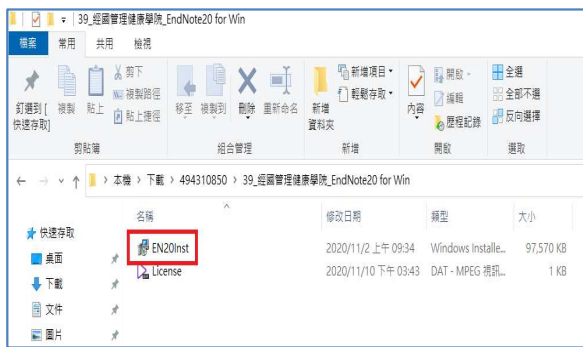 39_經國管理健康學院_EndNote20 for Win
檔案 常用 共用 檢視
釘選到 [快速存取]
複製
貼上
剪下
複製路徑
貼上捷徑
剪貼簿
移至
複製到
刪除
重新命名
組合管理
新增資料夾
新增項目
輕鬆存取
新增
內容
開啟
編輯
歷程記錄
開啟
全選
全部不選
反向選擇
選取
本機 > 下載 > 494310850 > 39_經國管理健康學院_EndNote20 for Win
名稱 修改日期 類型 大小
快速存取
桌面
下載
文件
圖片
EN20Inst 2020/11/2 上午 09:34 Windows Installe... 97,570 KB
License 2020/11/10 下午 03:43 DAT - MPEG 視訊... 1 KB